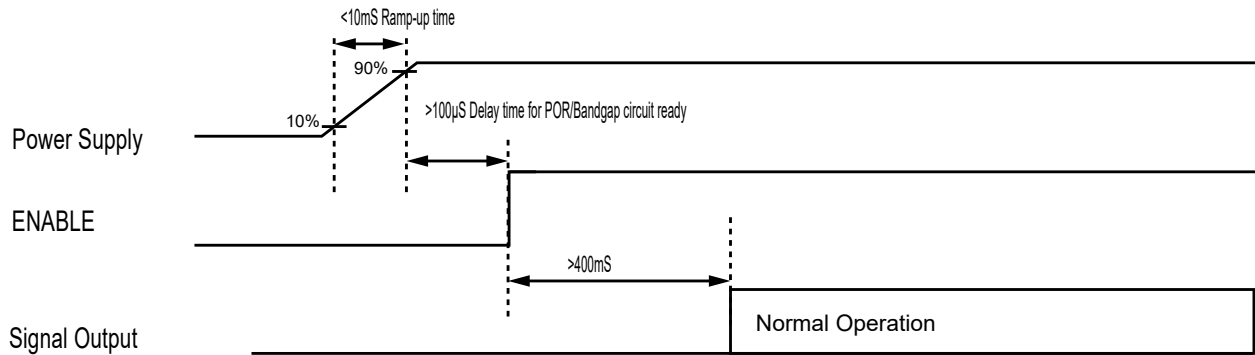 <10mS Ramp-up time
90%
>100μS Delay time for POR/Bandgap circuit ready
10%
Power Supply
ENABLE
>400mS
Normal Operation
Signal Output